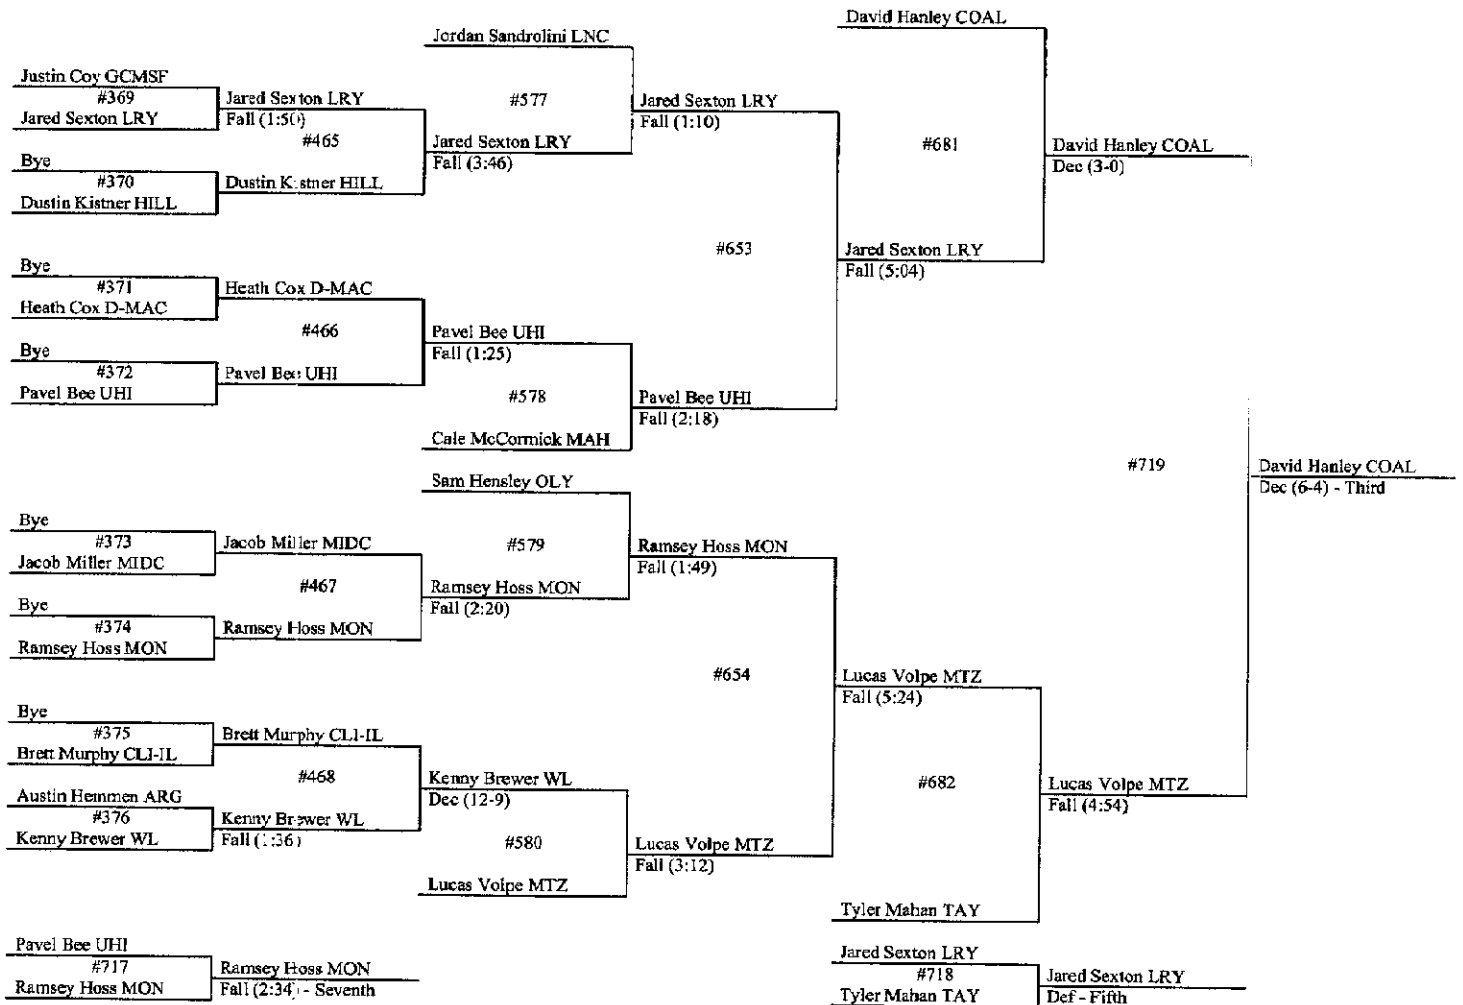 David Hanley COAL
Jordan Sandrolini LNC
Justin Coy GCMSF
#369
Jared Sexton LRY
Jared Sexton LRY
Fall (1:50)
#465
Bye
#370
Dustin Kistner HILL
Dustin Kistner HILL
Jared Sexton LRY
Fall (3:46)
#577
Jared Sexton LRY
Fall (1:10)
#681
David Hanley COAL
Dec (3-0)
#653
Jared Sexton LRY
Fall (5:04)
Bye
#371
Heath Cox D-MAC
Heath Cox D-MAC
#466
Bye
#372
Pavel Bee UHI
Pavel Bee UHI
Pavel Bee UHI
Fall (1:25)
#578
Pavel Bee UHI
Fall (2:18)
Cale McCormick MAH
#719
David Hanley COAL
Dec (6-4) - Third
Sam Hensley OLY
Bye
#373
Jacob Miller MIDC
Jacob Miller MIDC
#467
Bye
#374
Ramsey Hoss MON
Ramsey Hoss MON
Ramsey Hoss MON
Fall (2:20)
#579
Ramsey Hoss MON
Fall (1:49)
#654
Lucas Volpe MTZ
Fall (5:24)
Bye
#375
Brett Murphy CLI-IL
Brett Murphy CLI-IL
#468
Austin Hemmen ARG
#376
Kenny Brewer WL
Kenny Brewer WL
Fall (1:36)
Kenny Brewer WL
Dec (12-9)
#580
Lucas Volpe MTZ
Lucas Volpe MTZ
Fall (3:12)
#682
Lucas Volpe MTZ
Fall (4:54)
Tyler Mahan TAY
Pavel Bee UHI
#717
Ramsey Hoss MON
Ramsey Hoss MON
Fall (2:34) - Seventh
Jared Sexton LRY
#718
Tyler Mahan TAY
Jared Sexton LRY
Def - Fifth